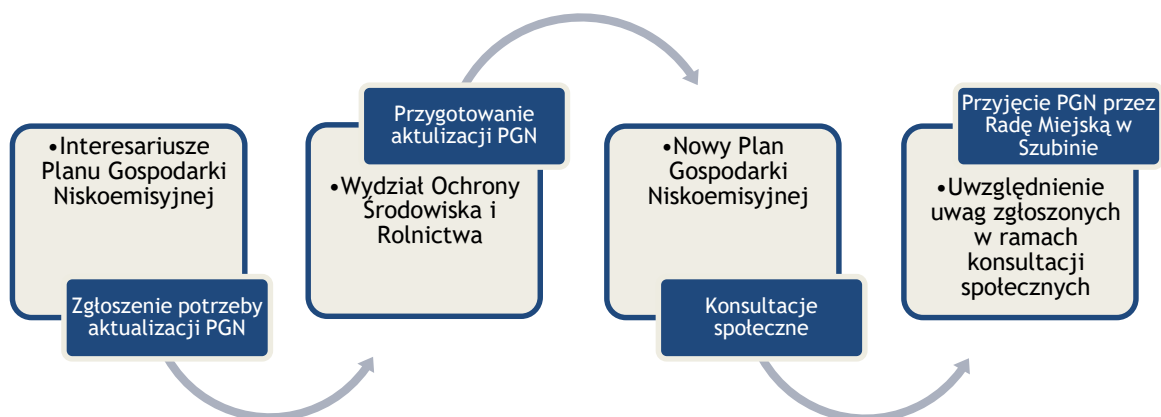 •Interesariusze
Planu Gospodarki
Niskoemisyjnej
Zgłoszenie potrzeby
aktualizacji PGN
Przygotowanie
aktulizacji PGN
•Wydział Ochrony
Środowiska i
Rolnictwa
•Nowy Plan
Gospodarki
Niskoemisyjnej
Konsultacje
społeczne
Przyjęcie PGN przez
Radę Miejską w
Szubinie
•Uwzględnienie
uwag zgłoszonych
w ramach
konsultacji
społecznych